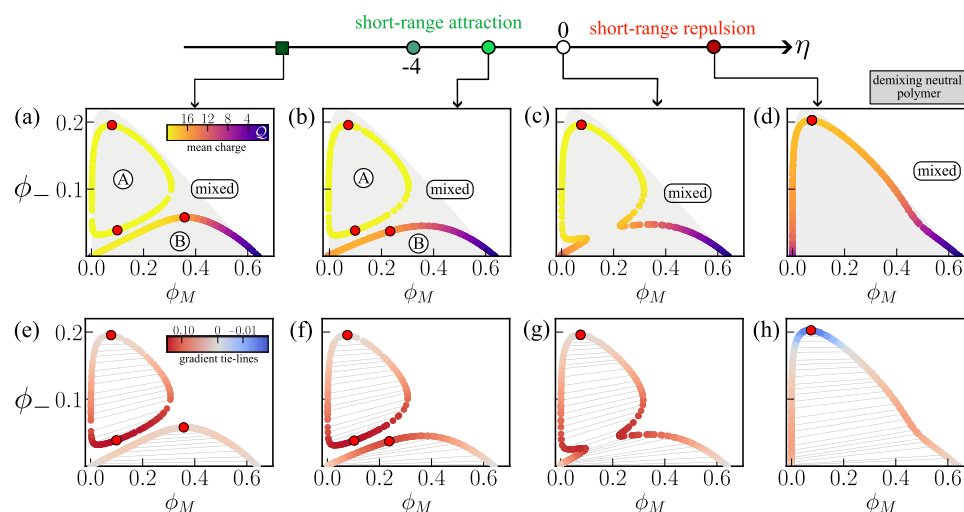 short-range attraction
0
short-range repulsion
η
-4
demixing neutral
polymer
(a)
(b)
(c)
(d)
0.2
16 12 8 4 Q
mean charge
A
mixed
A
mixed
mixed
mixed
ϕ− 0.1
B
B
0.0 0.2 0.4 0.6
0.0 0.2 0.4 0.6
0.0 0.2 0.4 0.6
0.0 0.2 0.4 0.6
ϕM
ϕM
ϕM
ϕM
(e)
(f)
(g)
(h)
0.2
0.10 0 −0.01
gradient tie-lines
ϕ− 0.1
0.0 0.2 0.4 0.6
0.0 0.2 0.4 0.6
0.0 0.2 0.4 0.6
0.0 0.2 0.4 0.6
ϕM
ϕM
ϕM
ϕM